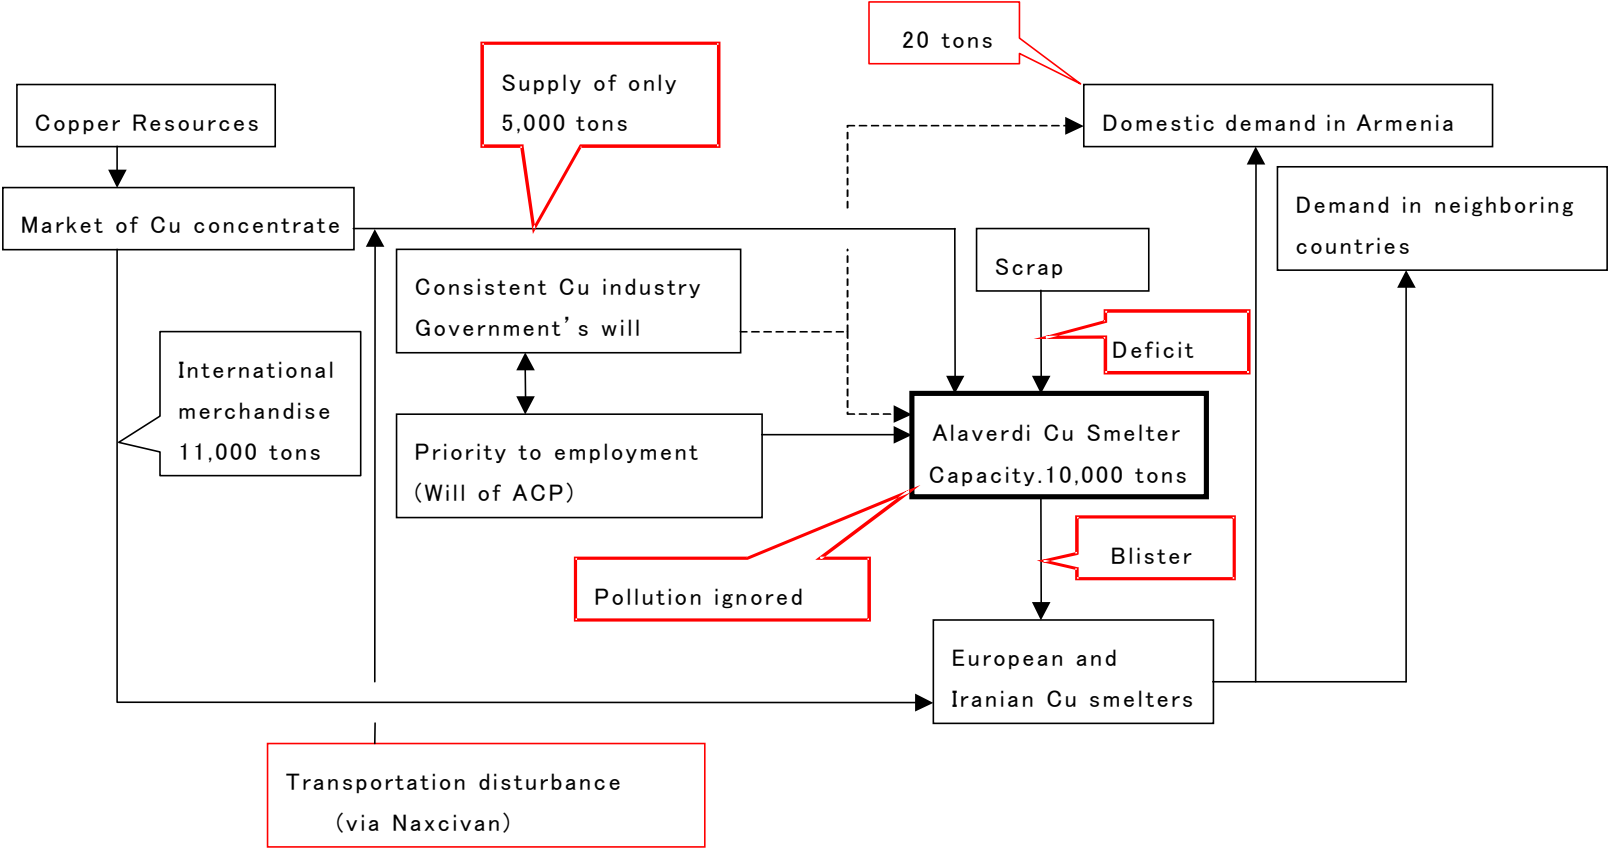 20 tons
Supply of only
5,000 tons
Copper Resources
Domestic demand in Armenia
Market of Cu concentrate
Demand in neighboring
countries
Scrap
Consistent Cu industry
Government’s will
Deficit
International
merchandise
11,000 tons
Priority to employment
(Will of ACP)
Alaverdi Cu Smelter
Capacity.10,000 tons
Blister
Pollution ignored
European and
Iranian Cu smelters
Transportation disturbance
(via Naxcivan)